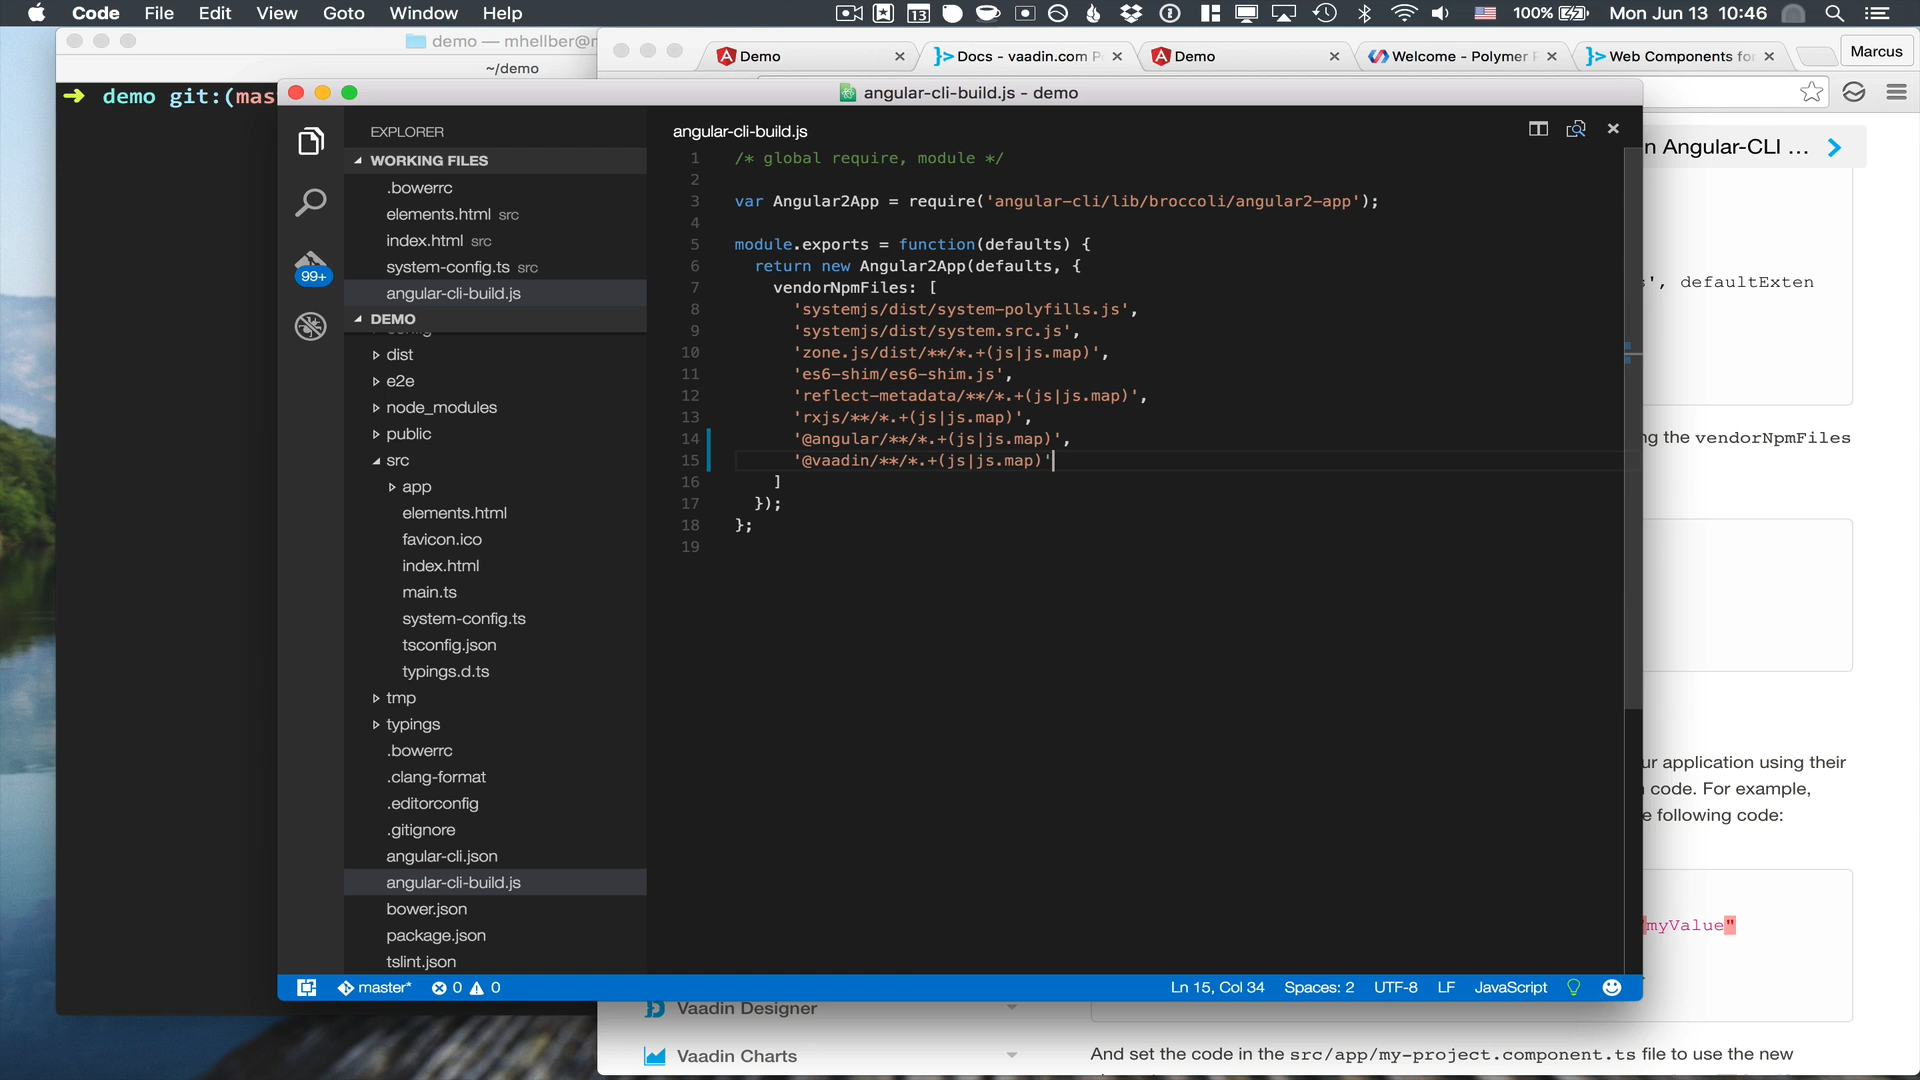 Code File Edit View Goto Window Help
13
100%
Mon Jun 13 10:46
demo — mhellber@
~/demo
➜ demo git:(mas
Demo
Docs - vaadin.com
Demo
Welcome - Polymer
Web Components for
Marcus
angular-cli-build.js - demo
EXPLORER
WORKING FILES
.bowerrc
elements.html src
index.html src
system-config.ts src
angular-cli-build.js
99+
DEMO
dist
e2e
node_modules
public
src
app
elements.html
favicon.ico
index.html
main.ts
system-config.ts
tsconfig.json
typings.d.ts
tmp
typings
.bowerrc
.clang-format
.editorconfig
.gitignore
angular-cli.json
angular-cli-build.js
bower.json
package.json
tslint.json
angular-cli-build.js
1 /* global require, module */
2
3 var Angular2App = require('angular-cli/lib/broccoli/angular2-app');
4
5 module.exports = function(defaults) {
6 return new Angular2App(defaults, {
7 vendorNpmFiles: [
8 'systemjs/dist/system-polyfills.js',
9 'systemjs/dist/system.src.js',
10 'zone.js/dist/**/*.+(js|js.map)',
11 'es6-shim/es6-shim.js',
12 'reflect-metadata/**/*.+(js|js.map)',
13 'rxjs/**/*.+(js|js.map)',
14 '@angular/**/*.+(js|js.map)',
15 '@vaadin/**/*.+(js|js.map)'
16 ]
17 });
18 };
19
master* 0 0
Ln 15, Col 34 Spaces: 2 UTF-8 LF JavaScript
n Angular-CLI ...
', defaultExten
ng the vendorNpmFiles
ur application using their
code. For example,
e following code:
myValue"
Vaadin Designer
Vaadin Charts
And set the code in the src/app/my-project.component.ts file to use the new